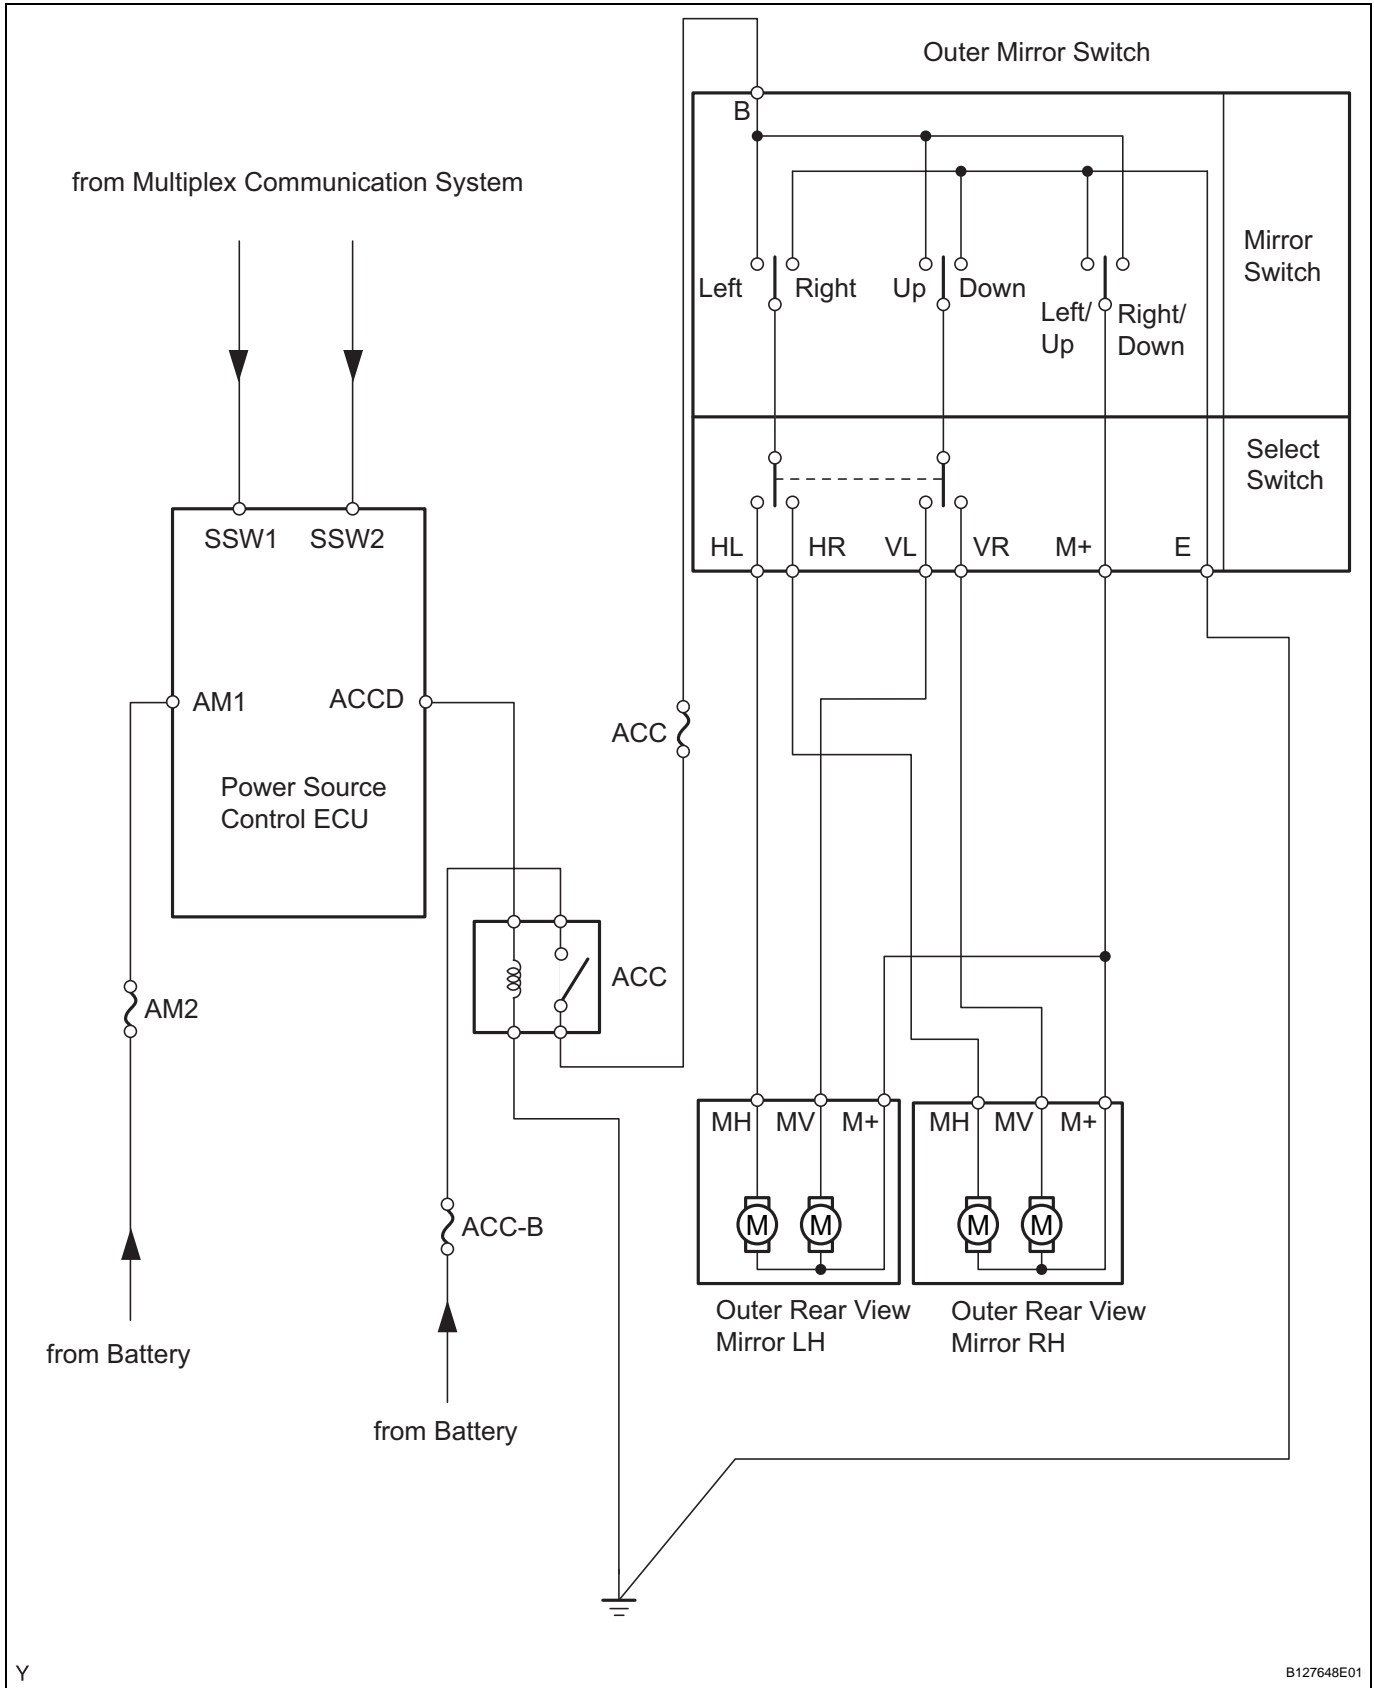 Outer Mirror Switch
B
from Multiplex Communication System
Mirror
Switch
Left
Right
Up
Down
Left/
Up
Right/
Down
Select
Switch
SSW1
SSW2
HL
HR
VL
VR
M+
E
AM1
ACCD
ACC
Power Source
Control ECU
ACC
AM2
MH
MV
M+
MH
MV
M+
M
M
M
M
ACC-B
Outer Rear View
Mirror LH
Outer Rear View
Mirror RH
from Battery
from Battery
Y
B127648E01